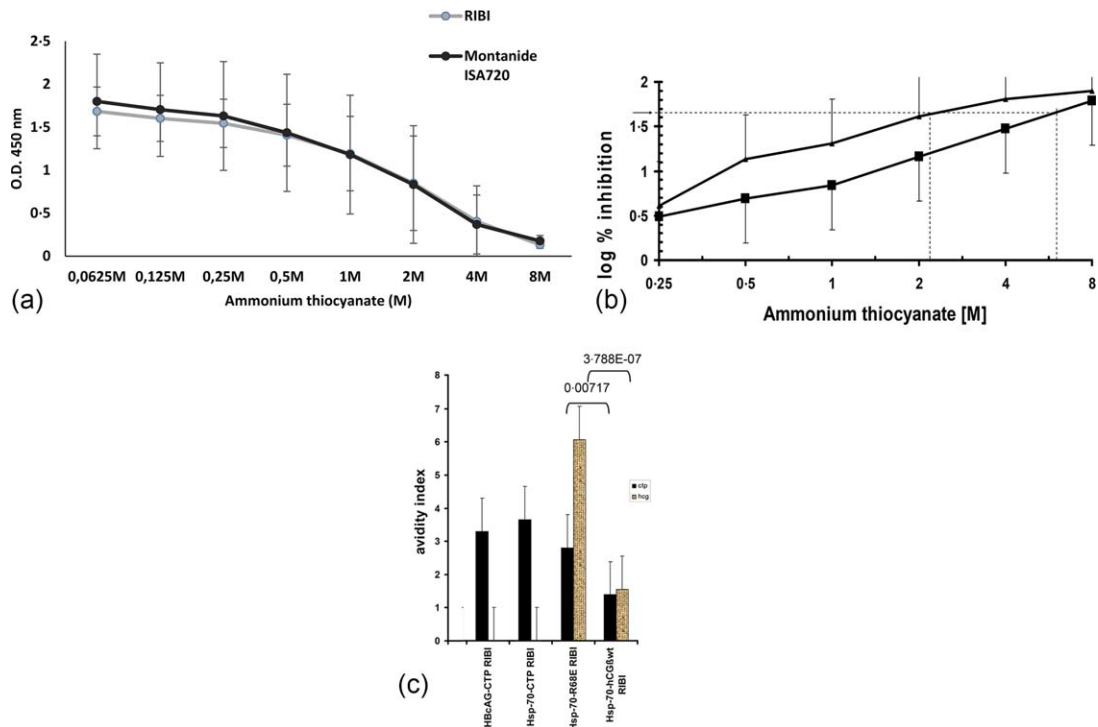 RIBI
Montanide
ISA720
2·5
2
1·5
1
0·5
0
O.D. 450 nm
0,0625M 0,125M 0,25M 0,5M 1M 2M 4M 8M
Ammonium thiocyanate (M)
(a)
2
1·5
1
0·5
0
log % inhibition
0·25 0·5 1 2 4 8
Ammonium thiocyanate [M]
(b)
3·788E-07
0·00717
8
7
6
5
4
3
2
1
0
avidity index
ctp
hcg
HBcAG-CTP RIBI
Hsp-70-CTP RIBI
Hsp-70-R68E RIBI
Hsp-70-hCGßwt
RIBI
(c)